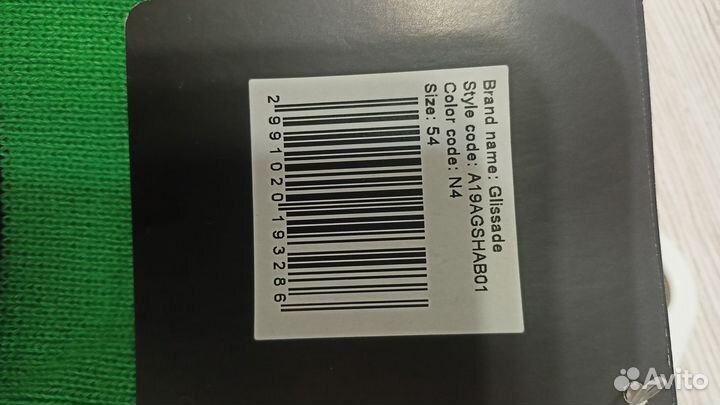 Brand name: Glissade
Style code: A19AGSHAB01
Color code: N4
Size: 54
2991020193286
Avito